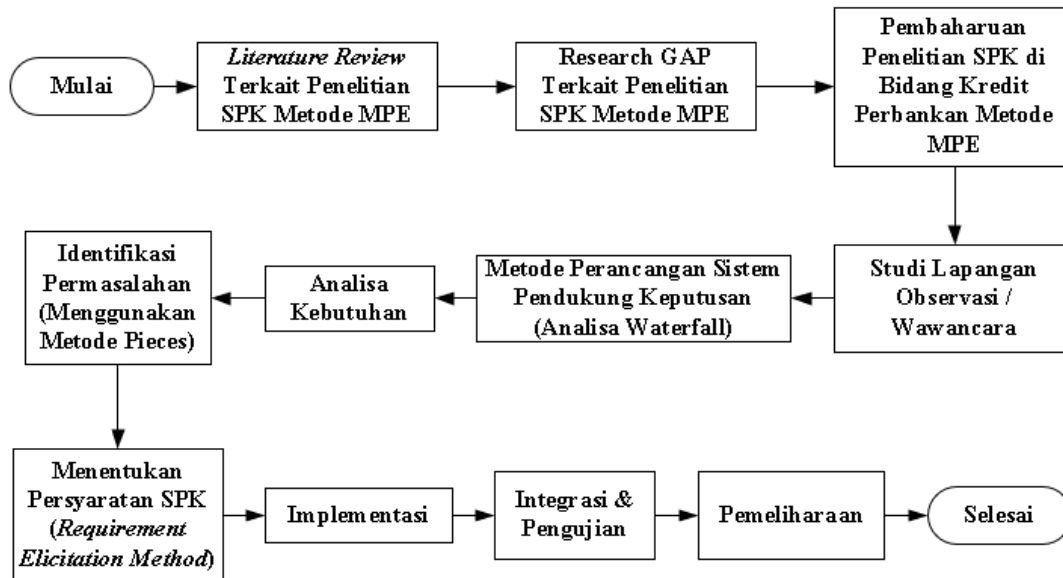 Mulai
Literature Review
Terkait Penelitian
SPK Metode MPE
Research GAP
Terkait Penelitian
SPK Metode MPE
Pembaharuan
Penelitian SPK di
Bidang Kredit
Perbankan Metode
MPE
Studi Lapangan
Observasi /
Wawancara
Metode Perancangan Sistem
Pendukung Keputusan
(Analisa Waterfall)
Analisa
Kebutuhan
Identifikasi
Permasalahan
(Menggunakan
Metode Pieces)
Menentukan
Persyaratan SPK
(Requirement
Elicitation Method)
Implementasi
Integrasi &
Pengujian
Pemeliharaan
Selesai